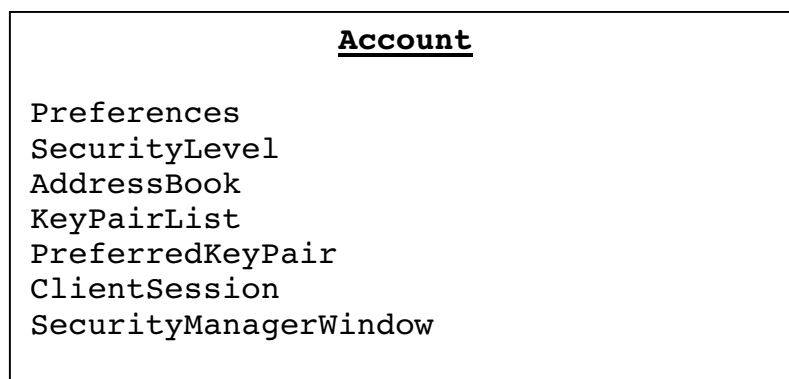 Account
Preferences
SecurityLevel
AddressBook
KeyPairList
PreferredKeyPair
ClientSession
SecurityManagerWindow